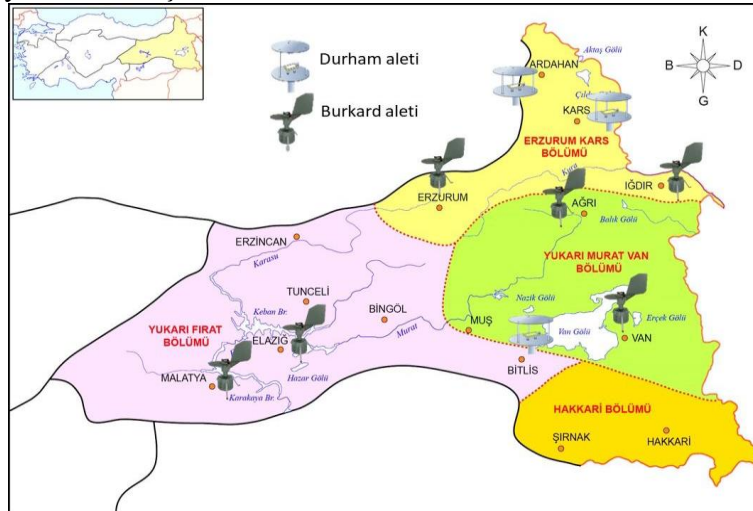 Durham aleti
Burkard aleti
K
B
D
G
Aktaş Gölü
ARDAHAN
KARS
ERZURUM KARS
BÖLÜMÜ
Kura
ERZURUM
IĞDIR
AĞRI
Balık Gölü
ERZİNCAN
Karasu
YUKARI MURAT VAN
BÖLÜMÜ
TUNCELİ
Keban Br.
BİNGÖL
Nazik Gölü
MUŞ
Murat
Van Gölü
Erçek Gölü
VAN
YUKARI FIRAT
BÖLÜMÜ
ELAZIĞ
BİTLİS
MALATYA
Hazar Gölü
Karakaya Br.
HAKKARİ BÖLÜMÜ
ŞIRNAK
HAKKARİ